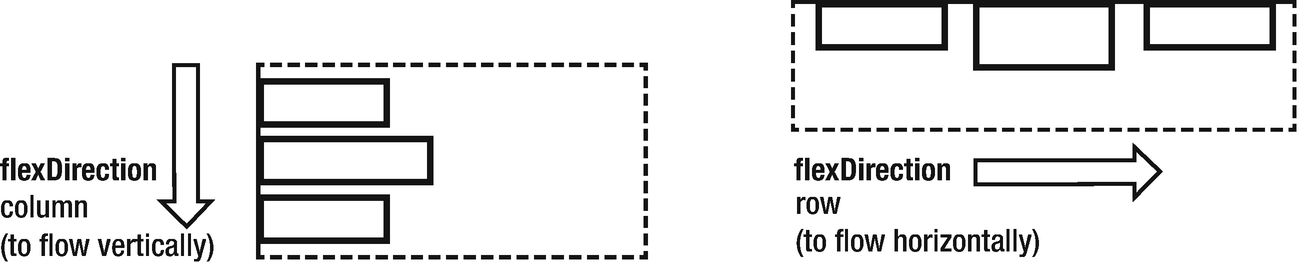 flexDirection
column
(to flow vertically)
flexDirection
row
(to flow horizontally)